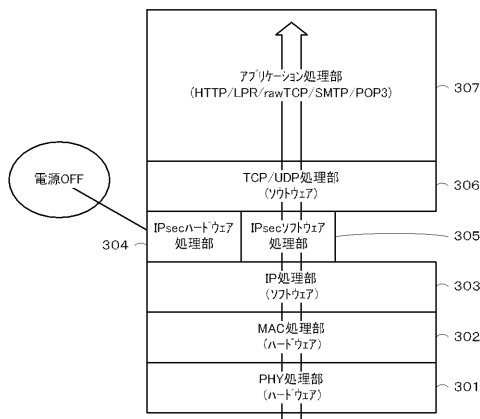 アプリケーション処理部
(HTTP/LPR/rawTCP/SMTP/POP3)
307
電源OFF
TCP/UDP処理部
(ソウトウェア)
306
IPsecハードウェア
処理部
304
IPsecソフトウェア
処理部
305
IP処理部
(ソフトウェア)
303
MAC処理部
(ハードウェア)
302
PHY処理部
(ハードウェア)
301